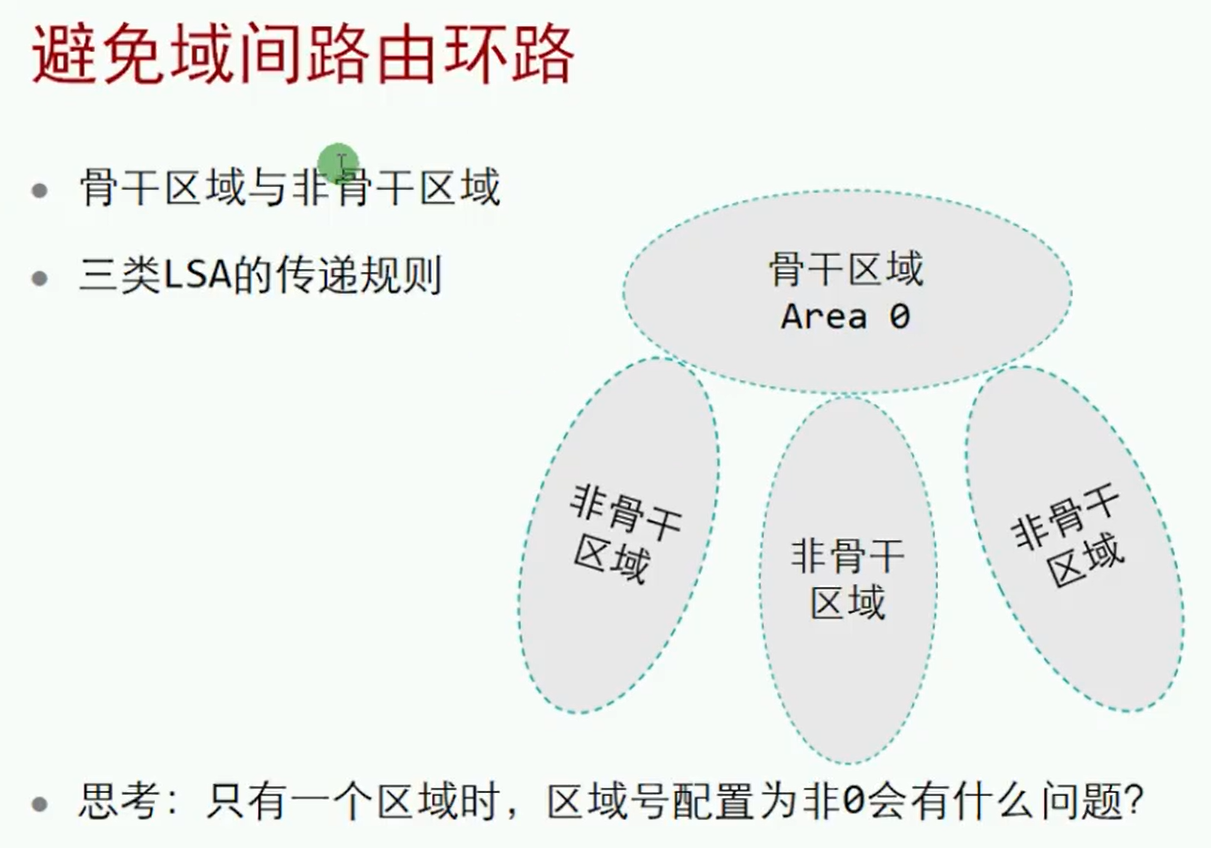 避免域间路由环路
骨干区域与非骨干区域
三类LSA的传递规则
骨干区域
Area 0
非骨干
区域
非骨干
区域
非骨干
区域
思考：只有一个区域时，区域号配置为非0会有什么问题？